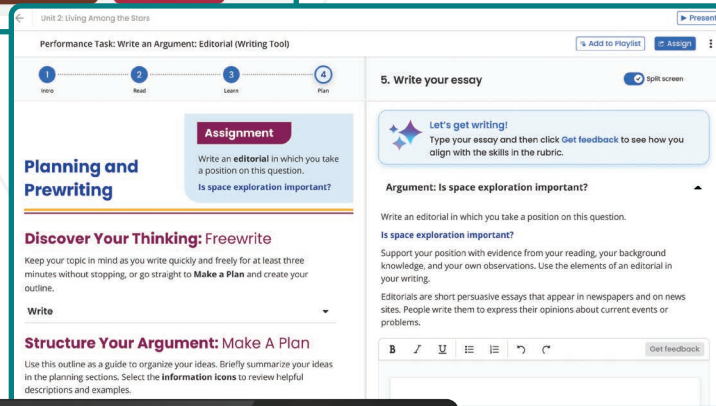 Unit 2: Living Among the Stars
Present
Performance Task: Write an Argument: Editorial (Writing Tool)
Add to Playlist
Assign
1
2
3
4
Intro
Read
Learn
Plan
Planning and
Prewriting
Assignment
Write an editorial in which you take
a position on this question.
Is space exploration important?
Discover Your Thinking: Freewrite
Keep your topic in mind as you write quickly and freely for at least three
minutes without stopping, or go straight to Make a Plan and create your
outline.
Write
Structure Your Argument: Make A Plan
Use this outline as a guide to organize your ideas. Briefly summarize your ideas
in the planning sections. Select the information icons to review helpful
descriptions and examples.
5. Write your essay
Split screen
Let's get writing!
Type your essay and then click Get feedback to see how you
align with the skills in the rubric.
Argument: Is space exploration important?
Write an editorial in which you take a position on this question.
Is space exploration important?
Support your position with evidence from your reading, your background
knowledge, and your own observations. Use the elements of an editorial in
your writing.
Editorials are short persuasive essays that appear in newspapers and on news
sites. People write them to express their opinions about current events or
problems.
B I U
Get feedback